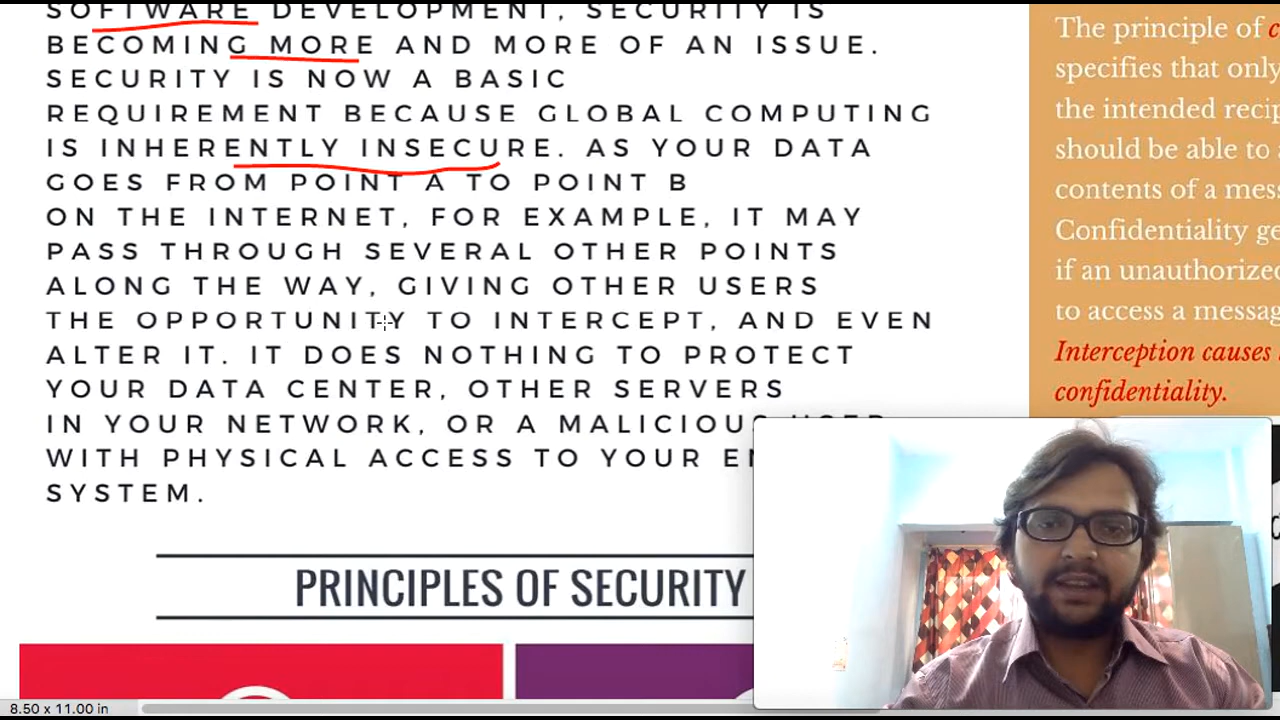 SOFTWARE DEVELOPMENT, SECURITY IS
BECOMING MORE AND MORE OF AN ISSUE.
SECURITY IS NOW A BASIC
REQUIREMENT BECAUSE GLOBAL COMPUTING
IS INHERENTLY INSECURE. AS YOUR DATA
GOES FROM POINT A TO POINT B
ON THE INTERNET, FOR EXAMPLE, IT MAY
PASS THROUGH SEVERAL OTHER POINTS
ALONG THE WAY, GIVING OTHER USERS
THE OPPORTUNITY TO INTERCEPT, AND EVEN
ALTER IT. IT DOES NOTHING TO PROTECT
YOUR DATA CENTER, OTHER SERVERS
IN YOUR NETWORK, OR A MALICIOUS USER
WITH PHYSICAL ACCESS TO YOUR
SYSTEM.
PRINCIPLES OF SECURITY
The principle of
specifies that only
the intended
should be able to
contents of a
Confidentiality
if an
to access a
Interception causes
confidentiality.
8.50 x 11.00 in